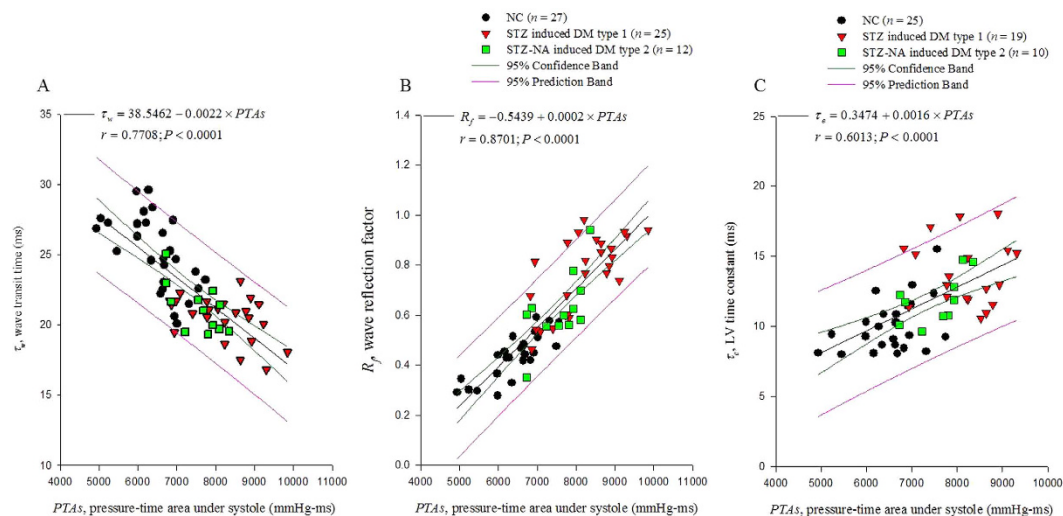 NC (n = 27)
STZ induced DM type 1 (n = 25)
STZ-NA induced DM type 2 (n = 12)
95% Confidence Band
95% Prediction Band
NC (n = 25)
STZ induced DM type 1 (n = 19)
STZ-NA induced DM type 2 (n = 10)
95% Confidence Band
95% Prediction Band
A
τw = 38.5462 − 0.0022 × PTAs
r = 0.7708; P < 0.0001
35
30
25
20
15
10
τw, wave transit time (ms)
4000 5000 6000 7000 8000 9000 10000 11000
PTAs, pressure-time area under systole (mmHg-ms)
B
Rf = −0.5439 + 0.0002 × PTAs
r = 0.8701; P < 0.0001
1.4
1.2
1.0
0.8
0.6
0.4
0.2
0.0
Rf, wave reflection factor
4000 5000 6000 7000 8000 9000 10000 11000
PTAs, pressure-time area under systole (mmHg-ms)
C
τe = 0.3474 + 0.0016 × PTAs
r = 0.6013; P < 0.0001
25
20
15
10
5
0
τe, LV time constant (ms)
4000 5000 6000 7000 8000 9000 10000
PTAs, pressure-time area under systole (mmHg-ms)